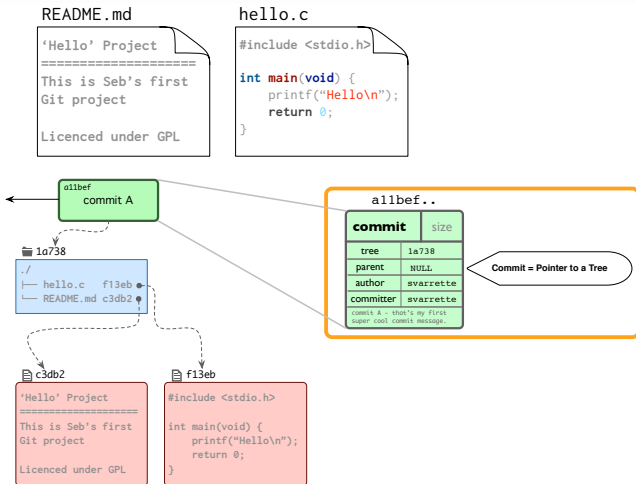 README.md
‘Hello’ Project
=====================
This is Seb’s first
Git project
Licenced under GPL
hello.c
#include <stdio.h>
int main(void) {
printf(“Hello\n”);
return 0;
}
a11bef
commit A
1a738
./
├── hello.c f13eb
└── README.md c3db2
c3db2
‘Hello’ Project
=====================
This is Seb’s first
Git project
Licenced under GPL
f13eb
#include <stdio.h>
int main(void) {
printf(“Hello\n”);
return 0;
}
a11bef..
commit size
tree 1a738
parent NULL
author svarrette
committer svarrette
commit A - that’s my first
super cool commit message.
Commit = Pointer to a Tree